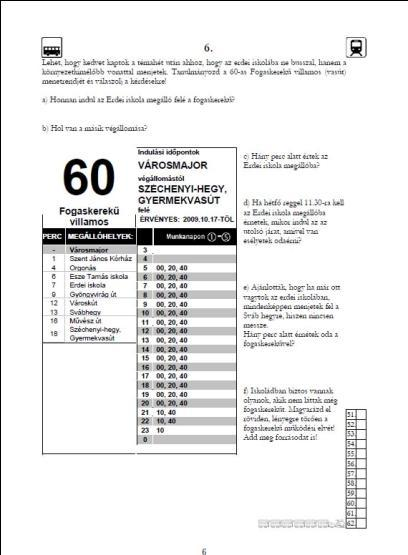 6.
Lehet, hogy hedvet kaptok a témahét után ahhoz, hogy az erdei iskolába ne busszal, hanem a
környezetkímélőbb vonattal menjetek. Tanulmányozd a 60-as Fogaskerekű villamos (vasút)
menetrendjét és válaszolj a kérdésekre!
a) Honnan indul az Erdei iskola megálló felé a fogaskerekű?
b) Hol van a másik végállomása?
60
Fogaskerekű
villamos
Indulási időpontok
VÁROSMAJOR
végállomástól
SZÉCHENYI-HEGY,
GYERMEKVASÚT
felé
ÉRVÉNYES: 2009.10.17-TŐL
PERC MEGÁLLÓHELYEK:
- Városmajor
1 Szent János Kórház
4 Orgonás
6 Esze Tamás iskola
7 Erdei iskola
9 Gyöngyvirág út
12 Városkút
13 Svábhegy
16 Művész út
18 Széchenyi-hegy,
Gyermekvasút
Munkanapon ①-⑤
3
4
5 00, 20, 40
6 00, 20, 40
7 00, 20, 40
8 00, 20, 40
9 00, 20, 40
10 00, 20, 40
11 00, 20, 40
12 00, 20, 40
13 00, 20, 40
14 00, 20, 40
15 00, 20, 40
16 00, 20, 40
17 00, 20, 40
18 00, 20, 40
19 00, 20, 40
20 00, 20, 40
21 10, 40
22 10, 40
23 10
0
c) Hány perc alatt értek az
Erdei iskola megállóba?
d) Ha hétfő reggel 11.30-ra kell
az Erdei iskola megállóba
érnetek, mikor indul az az
utolsó járat, amivel van
esélyetek odaérni?
e) Ajánlották, hogy ha már ott
vagytok az erdei iskolában,
mindenképpen menjetek fel a
Sváb hegyre, hiszen nincsen
messze.
Hány perc alatt értek oda a
fogaskerekűvel?
f) Iskoládban biztos vannak
olyanok, akik nem láttak még
fogaskerekűt. Magyarázd el
röviden, lényegre törően a
fogaskerekű működési elvét!
Add meg forrásodat is!
51.
52.
53.
54.
55.
56.
57.
58.
59.
60.
61.
62.
6